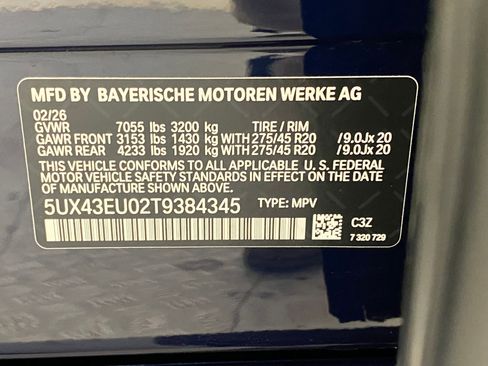 MFD BY BAYERISCHE MOTOREN WERKE AG
02/26
GVWR 7055 lbs 3200 kg TIRE / RIM
GAWR FRONT 3153 lbs 1430 kg WITH 275/45 R20 /9.0Jx 20
GAWR REAR 4233 lbs 1920 kg WITH 275/45 R20 /9.0Jx 20
THIS VEHICLE CONFORMS TO ALL APPLICABLE U. S. FEDERAL
MOTOR VEHICLE SAFETY STANDARDS IN EFFECT ON THE
DATE OF MANUFACTURE SHOWN ABOVE.
5UX43EU02T9384345 TYPE: MPV
C3Z
7 320 729